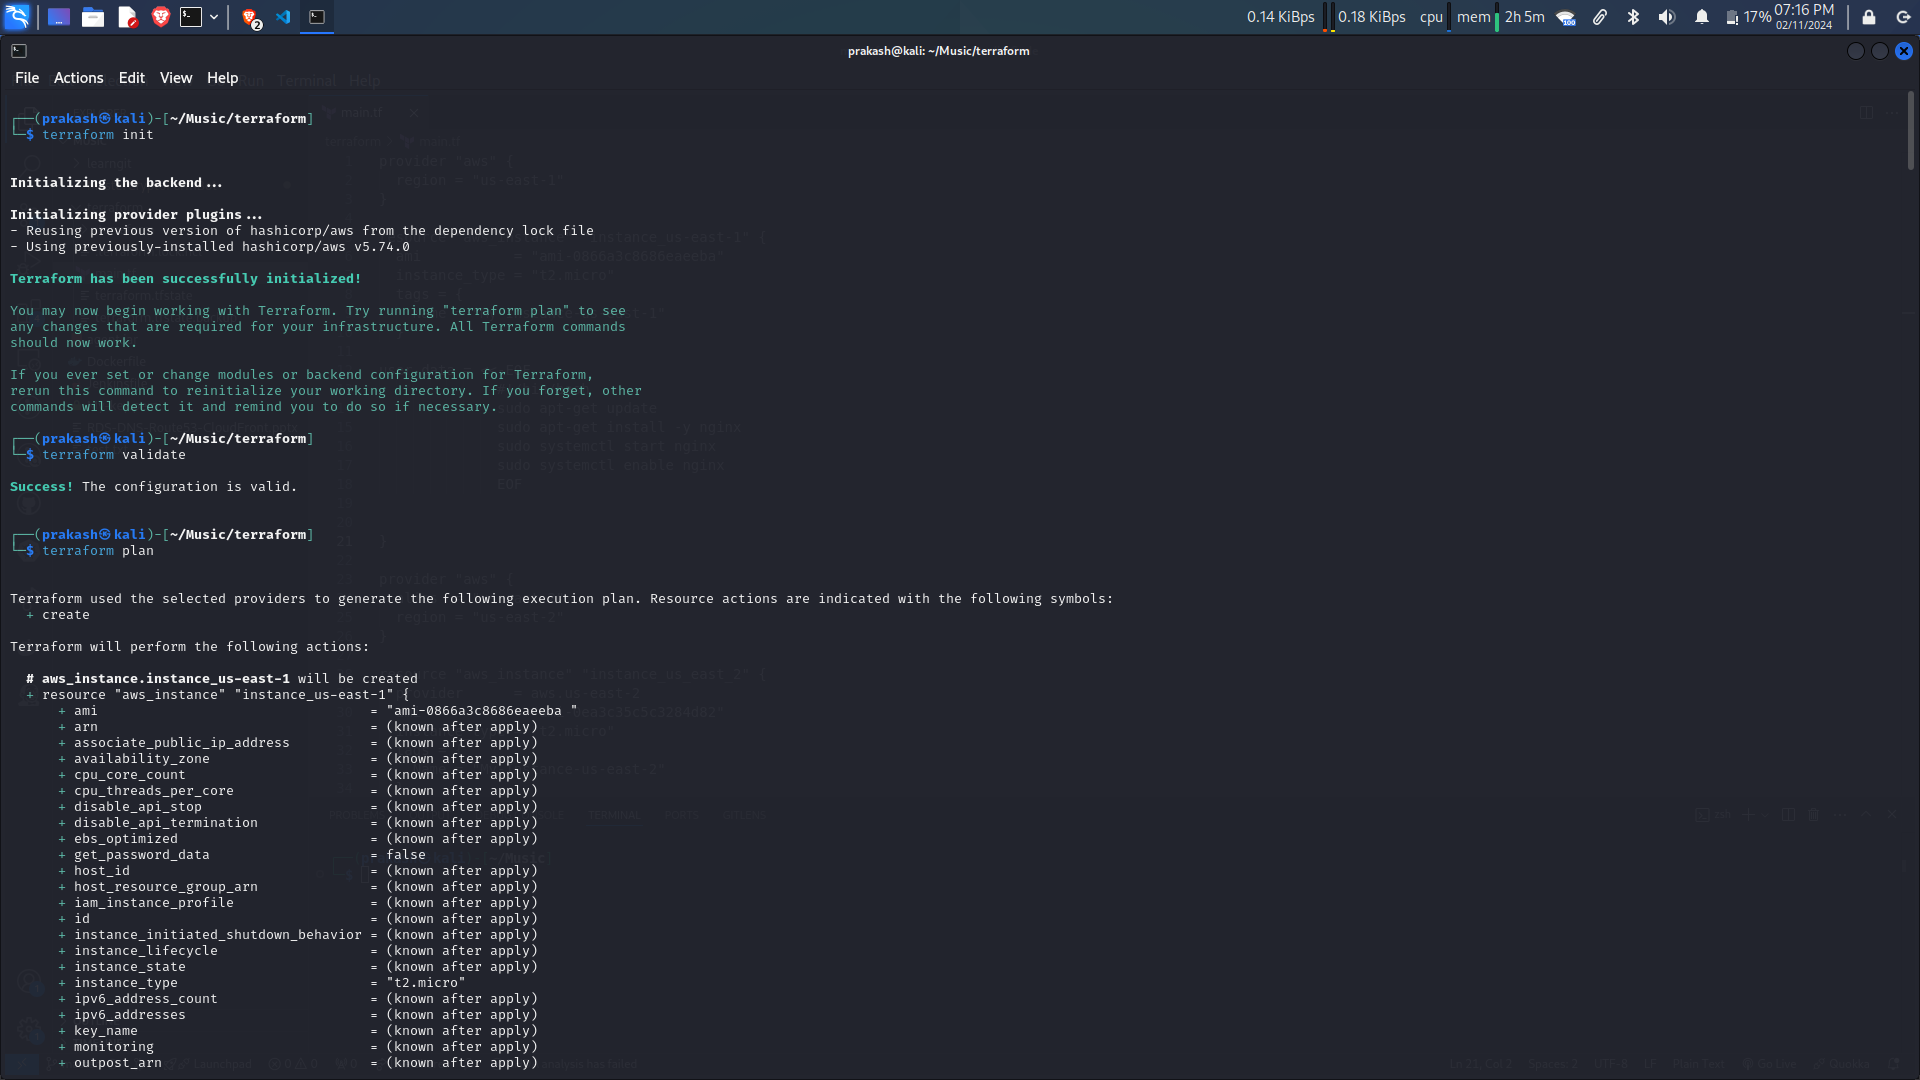 0.14 KiBps 0.18 KiBps cpu mem 2h 5m 17% 07:16 PM
02/11/2024
prakash@kali: ~/Music/terraform
File Actions Edit View Help
┌──(prakash㉿kali)-[~/Music/terraform]
└─$ terraform init
Initializing the backend...
Initializing provider plugins...
- Reusing previous version of hashicorp/aws from the dependency lock file
- Using previously-installed hashicorp/aws v5.74.0
Terraform has been successfully initialized!
You may now begin working with Terraform. Try running "terraform plan" to see
any changes that are required for your infrastructure. All Terraform commands
should now work.
If you ever set or change modules or backend configuration for Terraform,
rerun this command to reinitialize your working directory. If you forget, other
commands will detect it and remind you to do so if necessary.
┌──(prakash㉿kali)-[~/Music/terraform]
└─$ terraform validate
Success! The configuration is valid.
┌──(prakash㉿kali)-[~/Music/terraform]
└─$ terraform plan
Terraform used the selected providers to generate the following execution plan. Resource actions are indicated with the following symbols:
+ create
Terraform will perform the following actions:
# aws_instance.instance_us-east-1 will be created
+ resource "aws_instance" "instance_us-east-1" {
+ ami = "ami-0866a3c8686eaeeba "
+ arn = (known after apply)
+ associate_public_ip_address = (known after apply)
+ availability_zone = (known after apply)
+ cpu_core_count = (known after apply)
+ cpu_threads_per_core = (known after apply)
+ disable_api_stop = (known after apply)
+ disable_api_termination = (known after apply)
+ ebs_optimized = (known after apply)
+ get_password_data = false
+ host_id = (known after apply)
+ host_resource_group_arn = (known after apply)
+ iam_instance_profile = (known after apply)
+ id = (known after apply)
+ instance_initiated_shutdown_behavior = (known after apply)
+ instance_lifecycle = (known after apply)
+ instance_state = (known after apply)
+ instance_type = "t2.micro"
+ ipv6_address_count = (known after apply)
+ ipv6_addresses = (known after apply)
+ key_name = (known after apply)
+ monitoring = (known after apply)
+ outpost_arn = (known after apply)